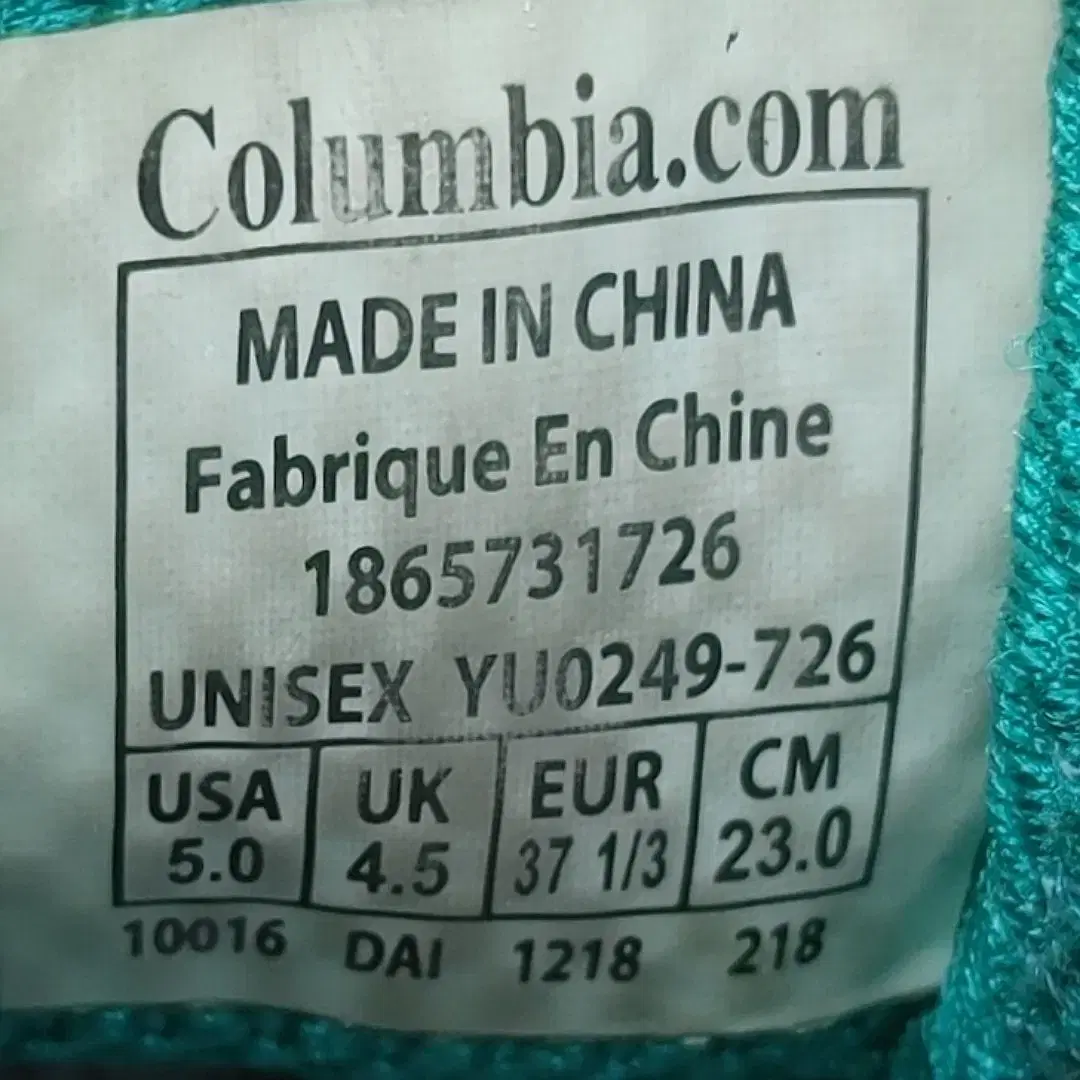 Columbia.com
MADE IN CHINA
Fabrique En Chine
1865731726
UNISEX YU0249-726
USA UK EUR CM
5.0 4.5 37 1/3 23.0
10016 DAI 1218 218